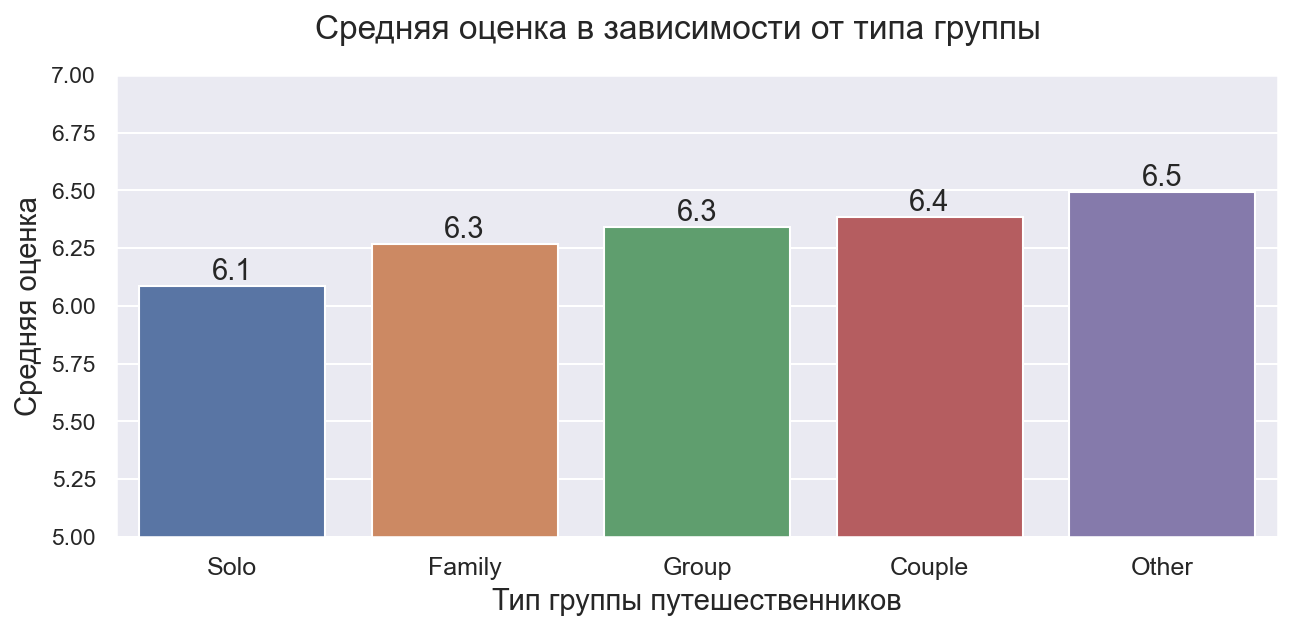 Средняя оценка в зависимости от типа группы
7.00
6.75
6.50
6.25
6.00
5.75
5.50
5.25
5.00
Средняя оценка
6.1
6.3
6.3
6.4
6.5
Solo
Family
Group
Couple
Other
Тип группы путешественников